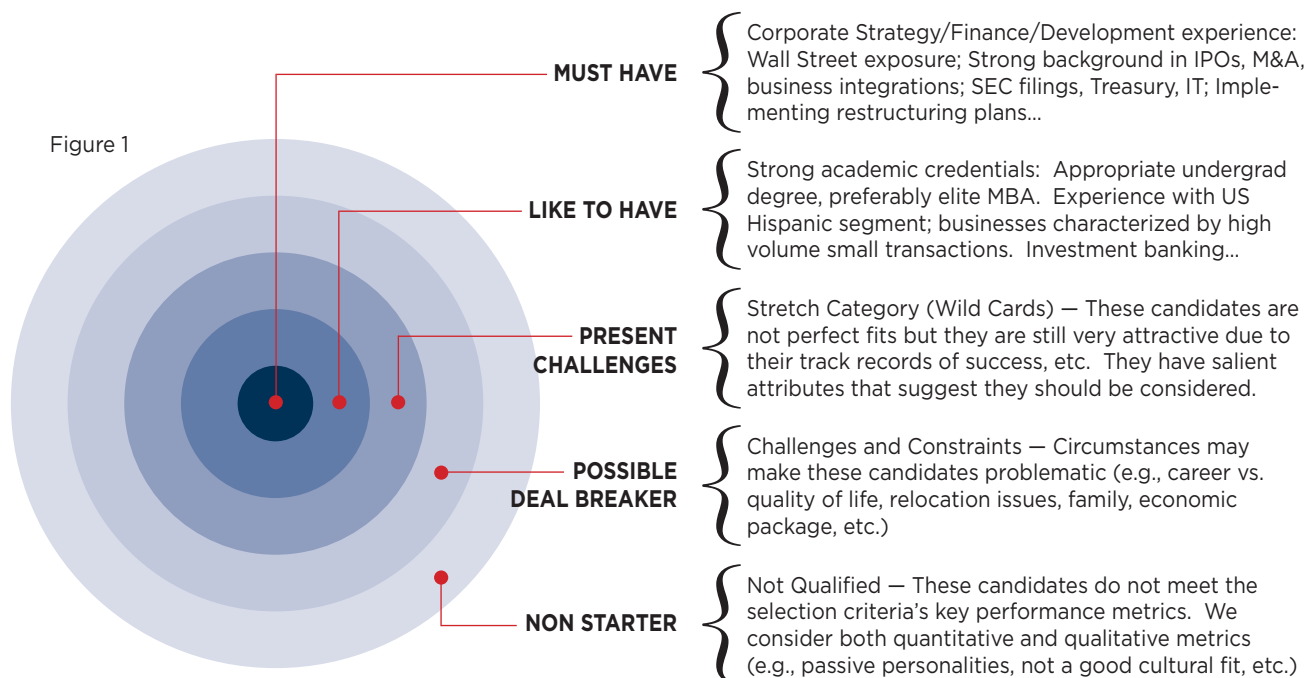 Figure 1
MUST HAVE
Corporate Strategy/Finance/Development experience:
Wall Street exposure; Strong background in IPOs, M&A,
business integrations; SEC filings, Treasury, IT; Imple-
menting restructuring plans...
LIKE TO HAVE
Strong academic credentials:  Appropriate undergrad
degree, preferably elite MBA.  Experience with US
Hispanic segment; businesses characterized by high
volume small transactions.  Investment banking...
PRESENT
CHALLENGES
Stretch Category (Wild Cards) — These candidates are
not perfect fits but they are still very attractive due to
their track records of success, etc.  They have salient
attributes that suggest they should be considered.
POSSIBLE
DEAL BREAKER
Challenges and Constraints — Circumstances may
make these candidates problematic (e.g., career vs.
quality of life, relocation issues, family, economic
package, etc.)
NON STARTER
Not Qualified — These candidates do not meet the
selection criteria’s key performance metrics.  We
consider both quantitative and qualitative metrics
(e.g., passive personalities, not a good cultural fit, etc.)